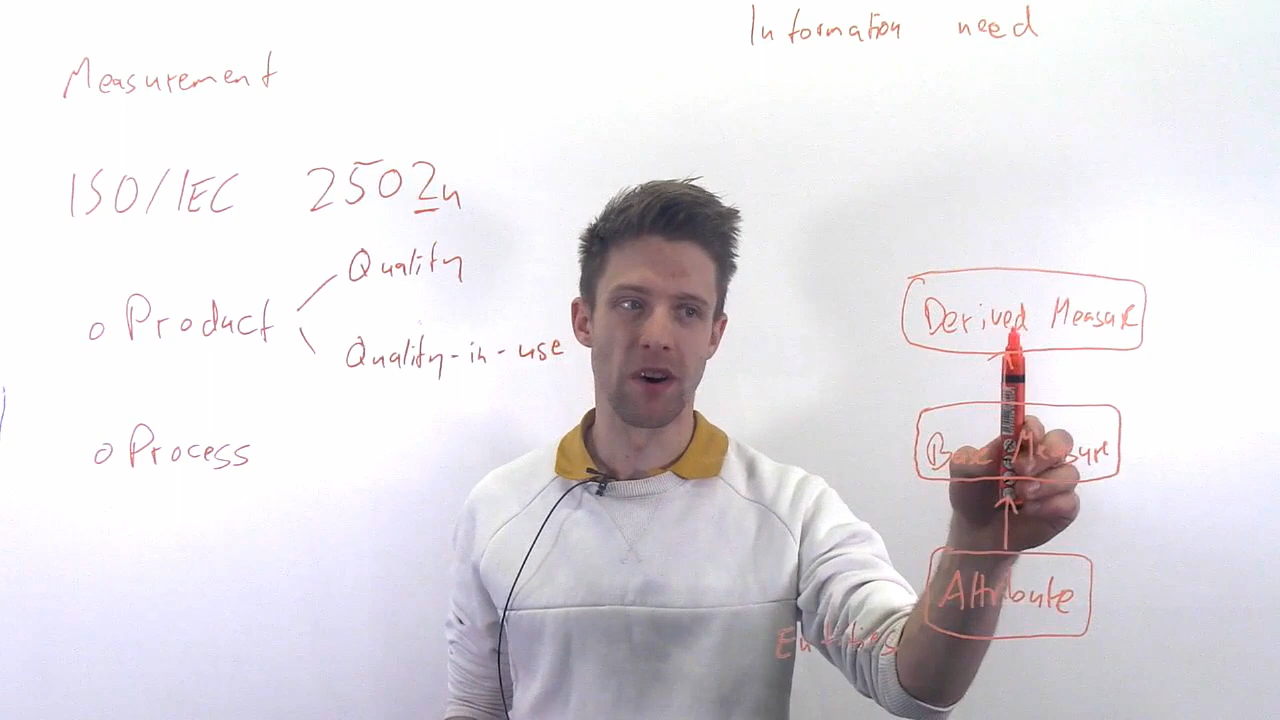 Information need
Measurement
ISO/IEC 2502n
Quality
o Product
Quality-in-use
o Process
Derived Measure
Base Measure
Attribute
Entities